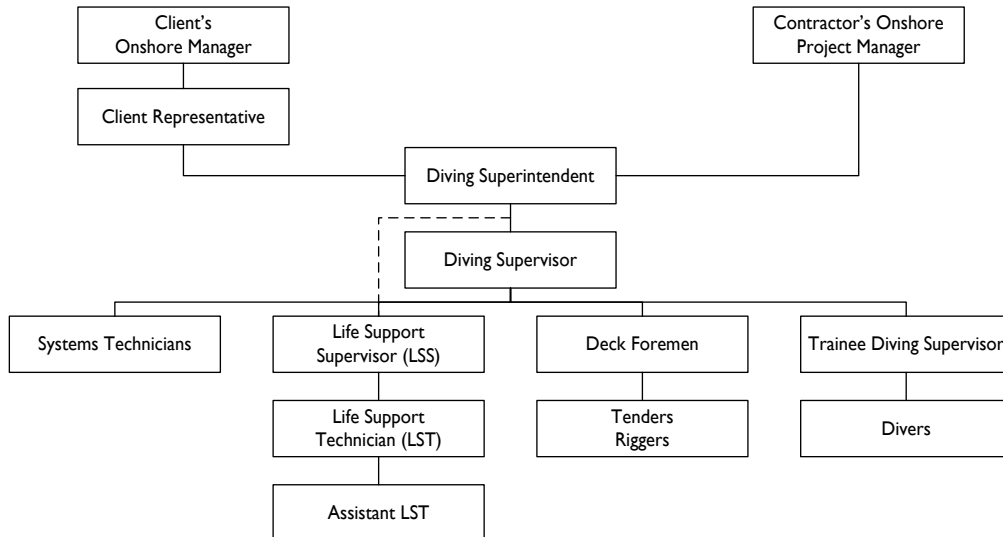 Client's
Onshore Manager
Contractor's Onshore
Project Manager
Client Representative
Diving Superintendent
Diving Supervisor
Systems Technicians
Life Support
Supervisor (LSS)
Deck Foremen
Trainee Diving Supervisor
Life Support
Technician (LST)
Tenders
Riggers
Divers
Assistant LST